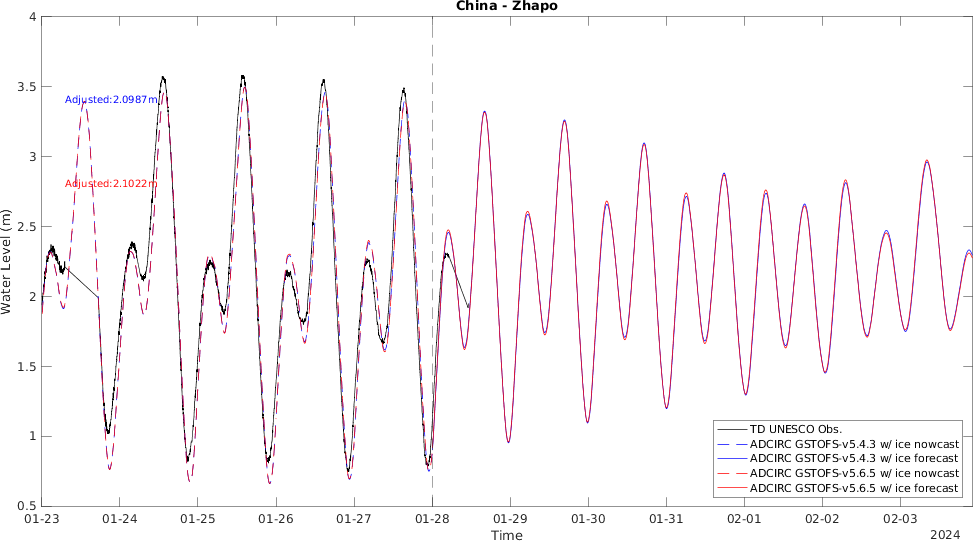 China - Zhapo
4
3.5
3
2.5
2
1.5
1
0.5
Water Level (m)
Adjusted:2.0987m
Adjusted:2.1022m
TD UNESCO Obs.
ADCIRC GSTOFS-v5.4.3 w/ ice nowcast
ADCIRC GSTOFS-v5.4.3 w/ ice forecast
ADCIRC GSTOFS-v5.6.5 w/ ice nowcast
ADCIRC GSTOFS-v5.6.5 w/ ice forecast
01-23 01-24 01-25 01-26 01-27 01-28 01-29 01-30 01-31 02-01 02-02 02-03
Time
2024